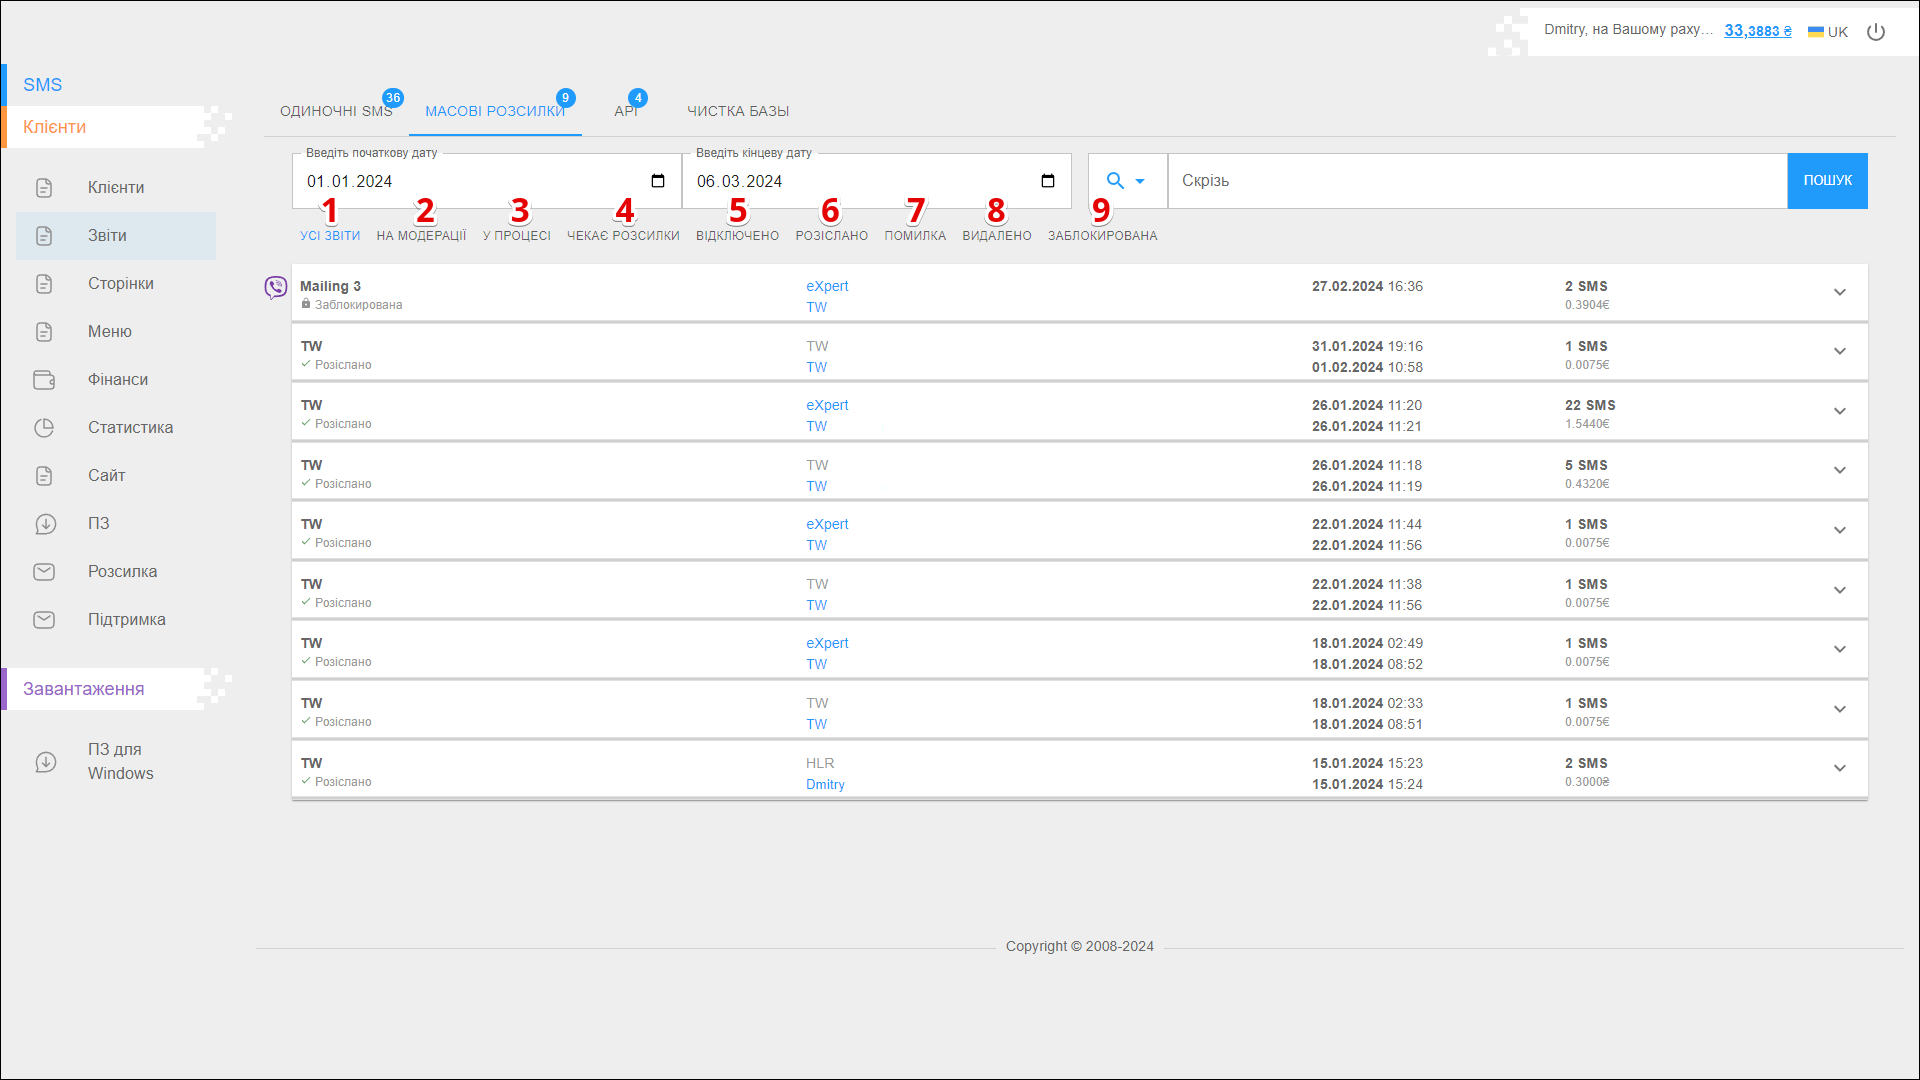 Dmitry, на Вашому раху... 33,3883 ₴ UK
SMS
Клієнти
Клієнти
Звіти
Сторінки
Меню
Фінанси
Статистика
Сайт
ПЗ
Розсилка
Підтримка
Завантаження
ПЗ для
Windows
ОДИНОЧНІ SMS 36 МАСОВІ РОЗСИЛКИ 9 API 4 ЧИСТКА БАЗЫ
Введіть початкову дату Введіть кінцеву дату
01.01.2024 06.03.2024 Скрізь ПОШУК
1 2 3 4 5 6 7 8 9
УСІ ЗВІТИ НА МОДЕРАЦІЇ У ПРОЦЕСІ ЧЕКАЄ РОЗСИЛКИ ВІДКЛЮЧЕНО РОЗІСЛАНО ПОМИЛКА ВИДАЛЕНО ЗАБЛОКИРОВАНА
Mailing 3 eXpert 27.02.2024 16:36 2 SMS
Заблокирована TW 0.3904€
TW TW 31.01.2024 19:16 1 SMS
Розіслано TW 01.02.2024 10:58 0.0075€
TW eXpert 26.01.2024 11:20 22 SMS
Розіслано TW 26.01.2024 11:21 1.5440€
TW TW 26.01.2024 11:18 5 SMS
Розіслано TW 26.01.2024 11:19 0.4320€
TW eXpert 22.01.2024 11:44 1 SMS
Розіслано TW 22.01.2024 11:56 0.0075€
TW TW 22.01.2024 11:38 1 SMS
Розіслано TW 22.01.2024 11:56 0.0075€
TW eXpert 18.01.2024 02:49 1 SMS
Розіслано TW 18.01.2024 08:52 0.0075€
TW TW 18.01.2024 02:33 1 SMS
Розіслано TW 18.01.2024 08:51 0.0075€
TW HLR 15.01.2024 15:23 2 SMS
Розіслано Dmitry 15.01.2024 15:24 0.3000₴
Copyright © 2008-2024